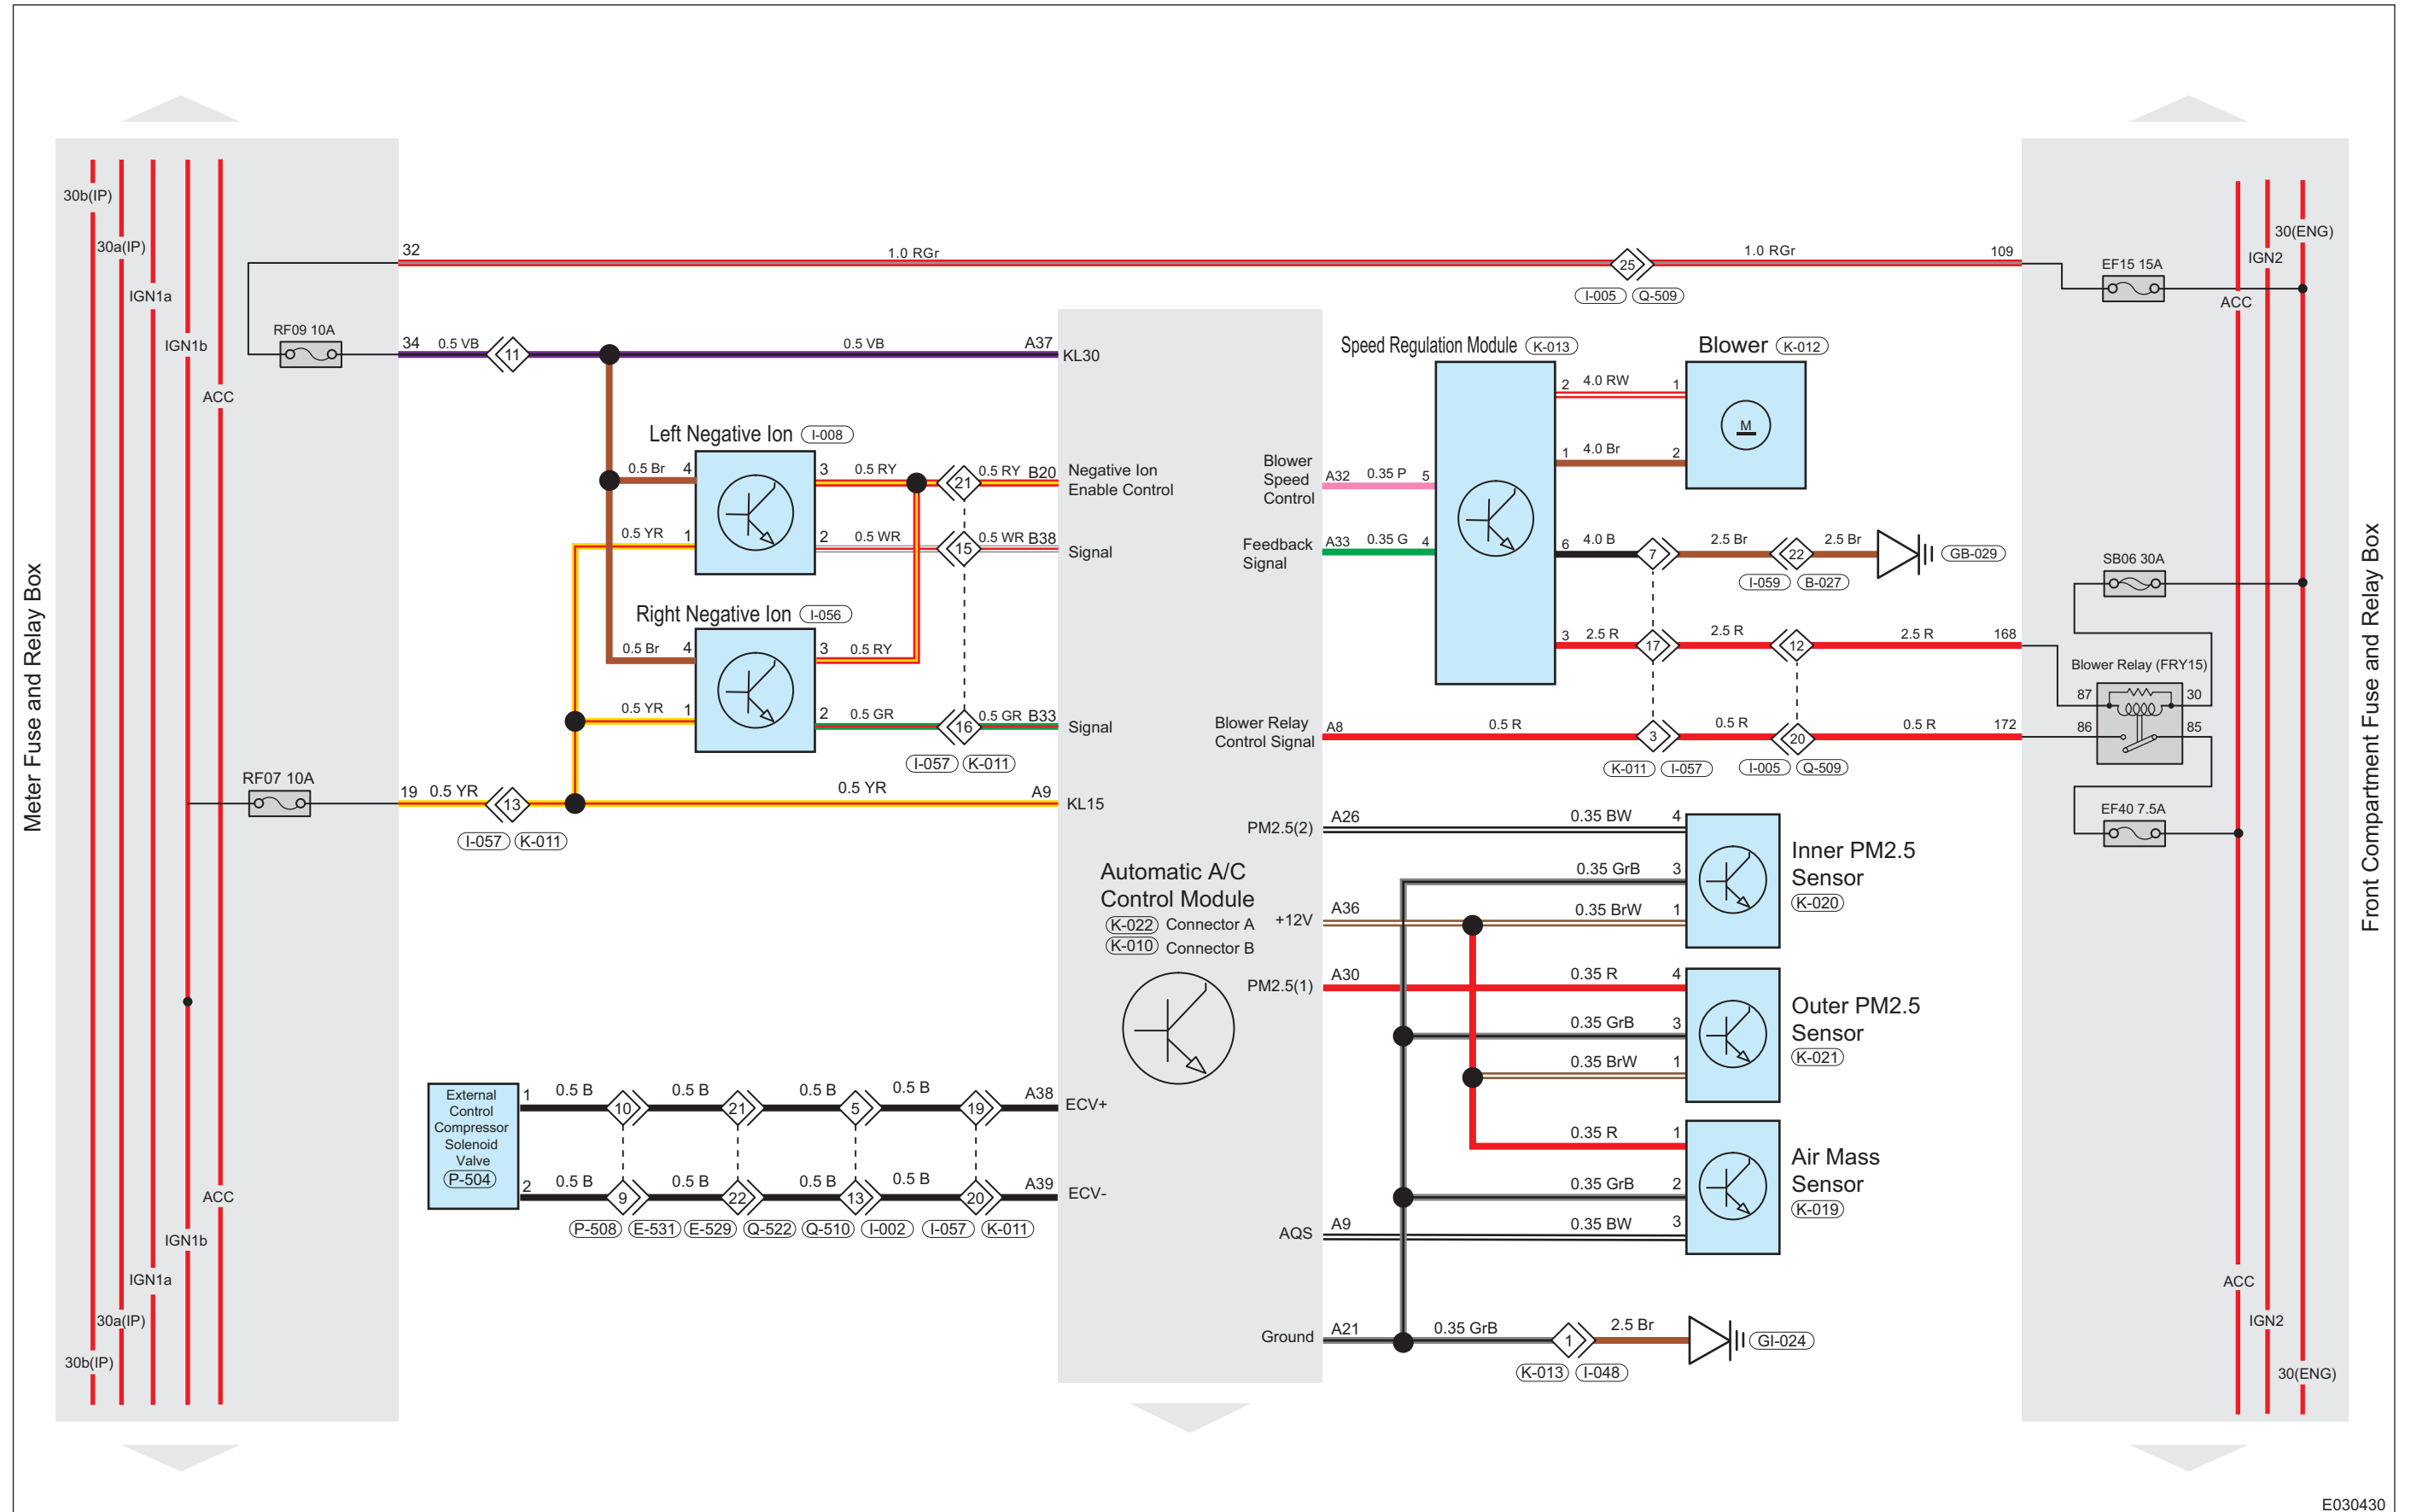 Meter Fuse and Relay Box
30b(IP)
30a(IP)
IGN1a
IGN1b
ACC
RF09 10A
RF07 10A
ACC
IGN1b
IGN1a
30a(IP)
30b(IP)
32
1.0 RGr
25
1.0 RGr
109
I-005
Q-509
34
0.5 VB
11
0.5 VB
A37
KL30
Left Negative Ion
I-008
0.5 Br
4
3
0.5 RY
21
0.5 RY
B20
Negative Ion
Enable Control
0.5 YR
1
2
0.5 WR
15
0.5 WR
B38
Signal
Right Negative Ion
I-056
0.5 Br
4
3
0.5 RY
0.5 YR
1
2
0.5 GR
16
0.5 GR
B33
Signal
I-057
K-011
19
0.5 YR
13
0.5 YR
A9
KL15
I-057
K-011
Automatic A/C
Control Module
K-022
Connector A
K-010
Connector B
External
Control
Compressor
Solenoid
Valve
P-504
1
0.5 B
10
0.5 B
21
0.5 B
5
0.5 B
19
A38
ECV+
2
0.5 B
9
0.5 B
22
0.5 B
13
0.5 B
20
A39
ECV-
P-508
E-531
E-529
Q-522
Q-510
I-002
I-057
K-011
Speed Regulation Module
K-013
Blower
K-012
2
4.0 RW
1
M
1
4.0 Br
2
Blower
Speed
Control
A32
0.35 P
5
Feedback
Signal
A33
0.35 G
4
6
4.0 B
7
2.5 Br
22
2.5 Br
GB-029
I-059
B-027
3
2.5 R
17
2.5 R
12
2.5 R
168
Blower Relay
Control Signal
A8
0.5 R
3
0.5 R
20
0.5 R
172
K-011
I-057
I-005
Q-509
PM2.5(2)
A26
0.35 BW
4
0.35 GrB
3
+12V
A36
0.35 BrW
1
Inner PM2.5
Sensor
K-020
PM2.5(1)
A30
0.35 R
4
0.35 GrB
3
0.35 BrW
1
Outer PM2.5
Sensor
K-021
0.35 R
1
0.35 GrB
2
AQS
A9
0.35 BW
3
Air Mass
Sensor
K-019
Ground
A21
0.35 GrB
1
2.5 Br
GI-024
K-013
I-048
30(ENG)
IGN2
ACC
EF15 15A
SB06 30A
Blower Relay (FRY15)
87
30
86
85
EF40 7.5A
ACC
IGN2
30(ENG)
Front Compartment Fuse and Relay Box
E030430